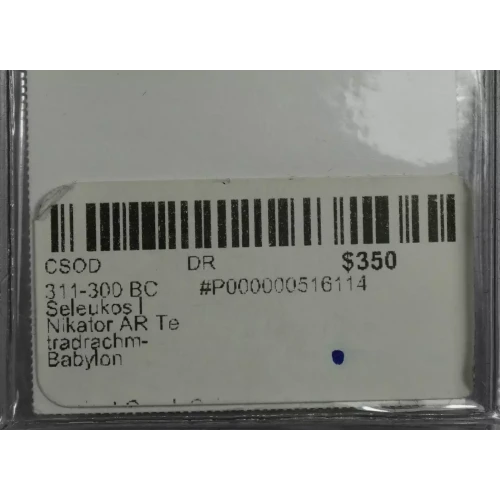 CSOD DR $350
311-300 BC #P000000516114
Seleukos I
Nikator AR Te
tradrachm-
Babylon